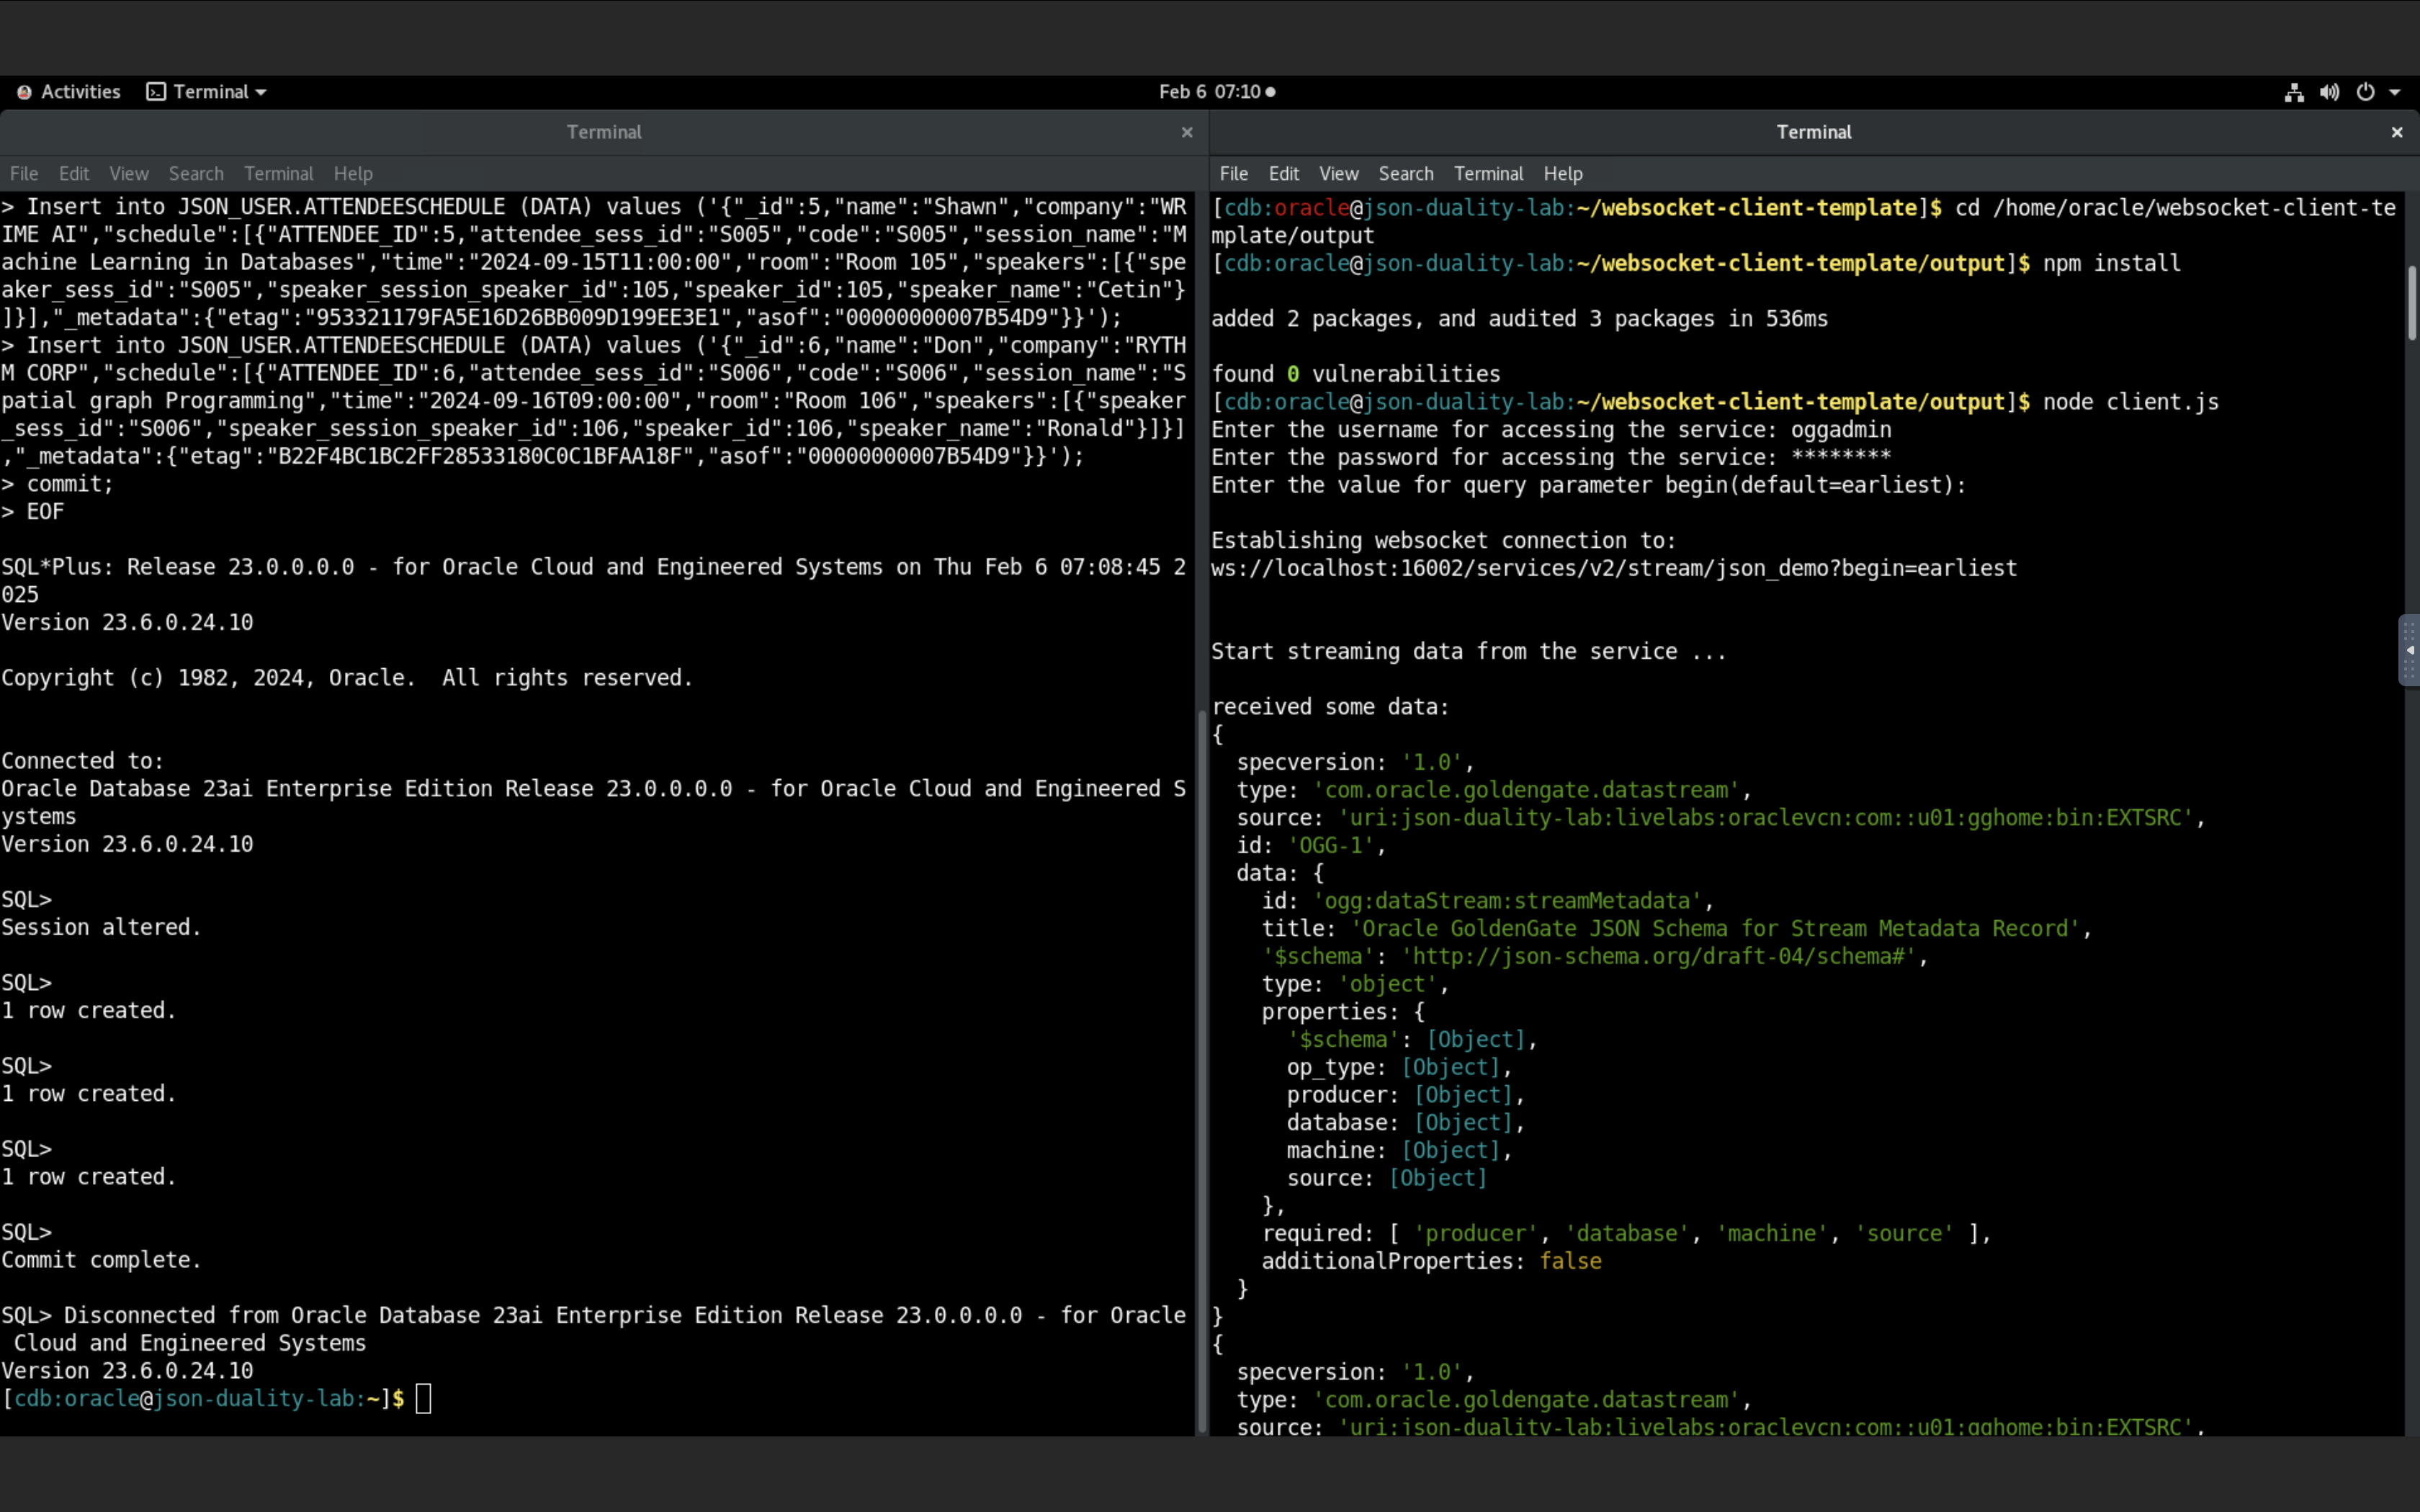 Activities Terminal Feb 6 07:10
Terminal
File Edit View Search Terminal Help
> Insert into JSON_USER.ATTENDEESCHEDULE (DATA) values ('{"_id":5,"name":"Shawn","company":"WR
IME AI","schedule":[{"ATTENDEE_ID":5,"attendee_sess_id":"S005","code":"S005","session_name":"M
achine Learning in Databases","time":"2024-09-15T11:00:00","room":"Room 105","speakers":[{"spe
aker_sess_id":"S005","speaker_session_speaker_id":105,"speaker_id":105,"speaker_name":"Cetin"}
]}],"_metadata":{"etag":"953321179FA5E16D26BB009D199EE3E1","asof":"00000000007B54D9"}}');
> Insert into JSON_USER.ATTENDEESCHEDULE (DATA) values ('{"_id":6,"name":"Don","company":"RYTH
M CORP","schedule":[{"ATTENDEE_ID":6,"attendee_sess_id":"S006","code":"S006","session_name":"S
patial graph Programming","time":"2024-09-16T09:00:00","room":"Room 106","speakers":[{"speaker
_sess_id":"S006","speaker_session_speaker_id":106,"speaker_id":106,"speaker_name":"Ronald"}]}]
,"_metadata":{"etag":"B22F4BC1BC2FF28533180C0C1BFAA18F","asof":"00000000007B54D9"}}');
> commit;
> EOF
SQL*Plus: Release 23.0.0.0.0 - for Oracle Cloud and Engineered Systems on Thu Feb 6 07:08:45 2
025
Version 23.6.0.24.10
Copyright (c) 1982, 2024, Oracle.  All rights reserved.
Connected to:
Oracle Database 23ai Enterprise Edition Release 23.0.0.0.0 - for Oracle Cloud and Engineered S
ystems
Version 23.6.0.24.10
SQL>
Session altered.
SQL>
1 row created.
SQL>
1 row created.
SQL>
1 row created.
SQL>
Commit complete.
SQL> Disconnected from Oracle Database 23ai Enterprise Edition Release 23.0.0.0.0 - for Oracle
 Cloud and Engineered Systems
Version 23.6.0.24.10
[cdb:oracle@json-duality-lab:~]$
Terminal
File Edit View Search Terminal Help
[cdb:oracle@json-duality-lab:~/websocket-client-template]$ cd /home/oracle/websocket-client-te
mplate/output
[cdb:oracle@json-duality-lab:~/websocket-client-template/output]$ npm install
added 2 packages, and audited 3 packages in 536ms
found 0 vulnerabilities
[cdb:oracle@json-duality-lab:~/websocket-client-template/output]$ node client.js
Enter the username for accessing the service: oggadmin
Enter the password for accessing the service: ********
Enter the value for query parameter begin(default=earliest):
Establishing websocket connection to:
ws://localhost:16002/services/v2/stream/json_demo?begin=earliest
Start streaming data from the service ...
received some data:
{
  specversion: '1.0',
  type: 'com.oracle.goldengate.datastream',
  source: 'uri:json-duality-lab:livelabs:oraclevcn:com::u01:gghome:bin:EXTSRC',
  id: 'OGG-1',
  data: {
    id: 'ogg:dataStream:streamMetadata',
    title: 'Oracle GoldenGate JSON Schema for Stream Metadata Record',
    '$schema': 'http://json-schema.org/draft-04/schema#',
    type: 'object',
    properties: {
      '$schema': [Object],
      op_type: [Object],
      producer: [Object],
      database: [Object],
      machine: [Object],
      source: [Object]
    },
    required: [ 'producer', 'database', 'machine', 'source' ],
    additionalProperties: false
  }
}
{
  specversion: '1.0',
  type: 'com.oracle.goldengate.datastream',
  source: 'uri:json-duality-lab:livelabs:oraclevcn:com::u01:gghome:bin:EXTSRC',